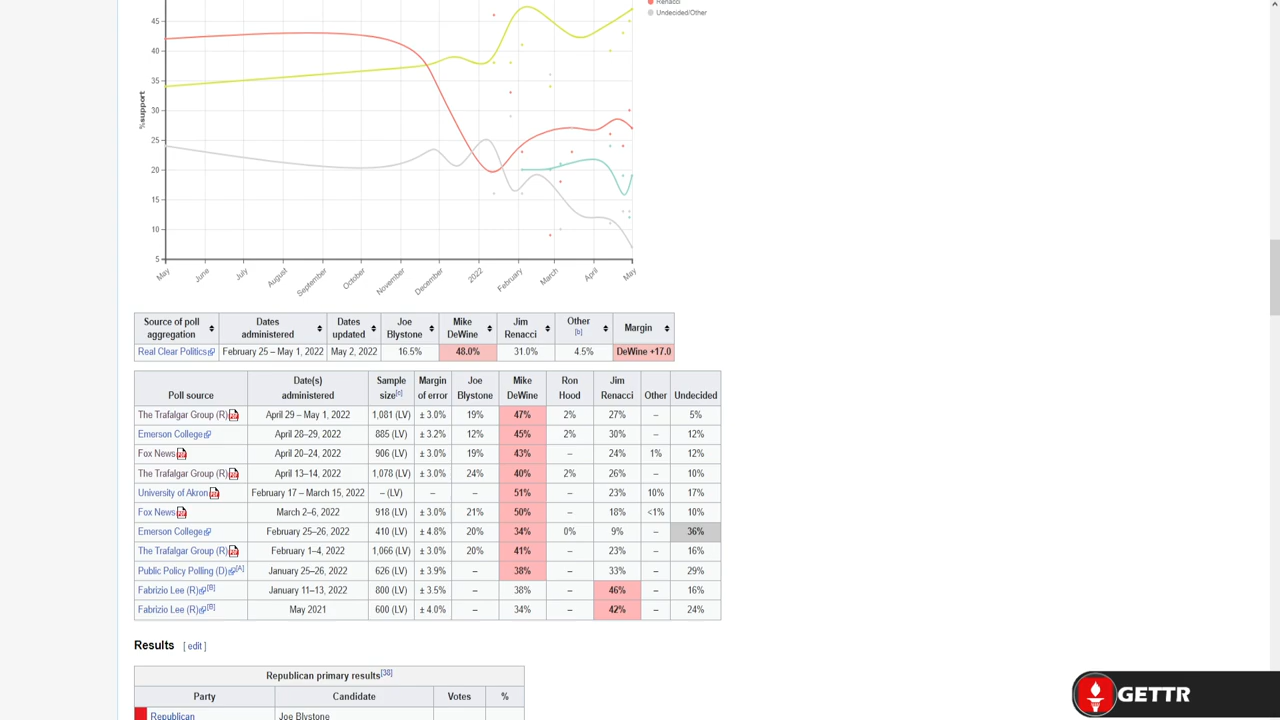 Renacci
Undecided/Other
45
40
35
30
25
20
15
10
5
%support
May
June
July
August
September
October
November
December
2022
February
March
April
May
Source of poll aggregation Dates administered Dates updated Joe Blystone Mike DeWine Jim Renacci Other [b] Margin
Real Clear Politics February 25 – May 1, 2022 May 2, 2022 16.5% 48.0% 31.0% 4.5% DeWine +17.0
Poll source Date(s) administered Sample size[c] Margin of error Joe Blystone Mike DeWine Ron Hood Jim Renacci Other Undecided
The Trafalgar Group (R) April 29 – May 1, 2022 1,081 (LV) ± 3.0% 19% 47% 2% 27% – 5%
Emerson College April 28–29, 2022 885 (LV) ± 3.2% 12% 45% 2% 30% – 12%
Fox News April 20–24, 2022 906 (LV) ± 3.0% 19% 43% – 24% 1% 12%
The Trafalgar Group (R) April 13–14, 2022 1,078 (LV) ± 3.0% 24% 40% 2% 26% – 10%
University of Akron February 17 – March 15, 2022 – (LV) – – 51% – 23% 10% 17%
Fox News March 2–6, 2022 918 (LV) ± 3.0% 21% 50% – 18% <1% 10%
Emerson College February 25–26, 2022 410 (LV) ± 4.8% 20% 34% 0% 9% – 36%
The Trafalgar Group (R) February 1–4, 2022 1,066 (LV) ± 3.0% 20% 41% – 23% – 16%
Public Policy Polling (D)[A] January 25–26, 2022 626 (LV) ± 3.9% – 38% – 33% – 29%
Fabrizio Lee (R)[B] January 11–13, 2022 800 (LV) ± 3.5% – 38% – 46% – 16%
Fabrizio Lee (R)[B] May 2021 600 (LV) ± 4.0% – 34% – 42% – 24%
Results [ edit ]
Republican primary results[38]
Party Candidate Votes %
Republican Joe Blystone
GETTR